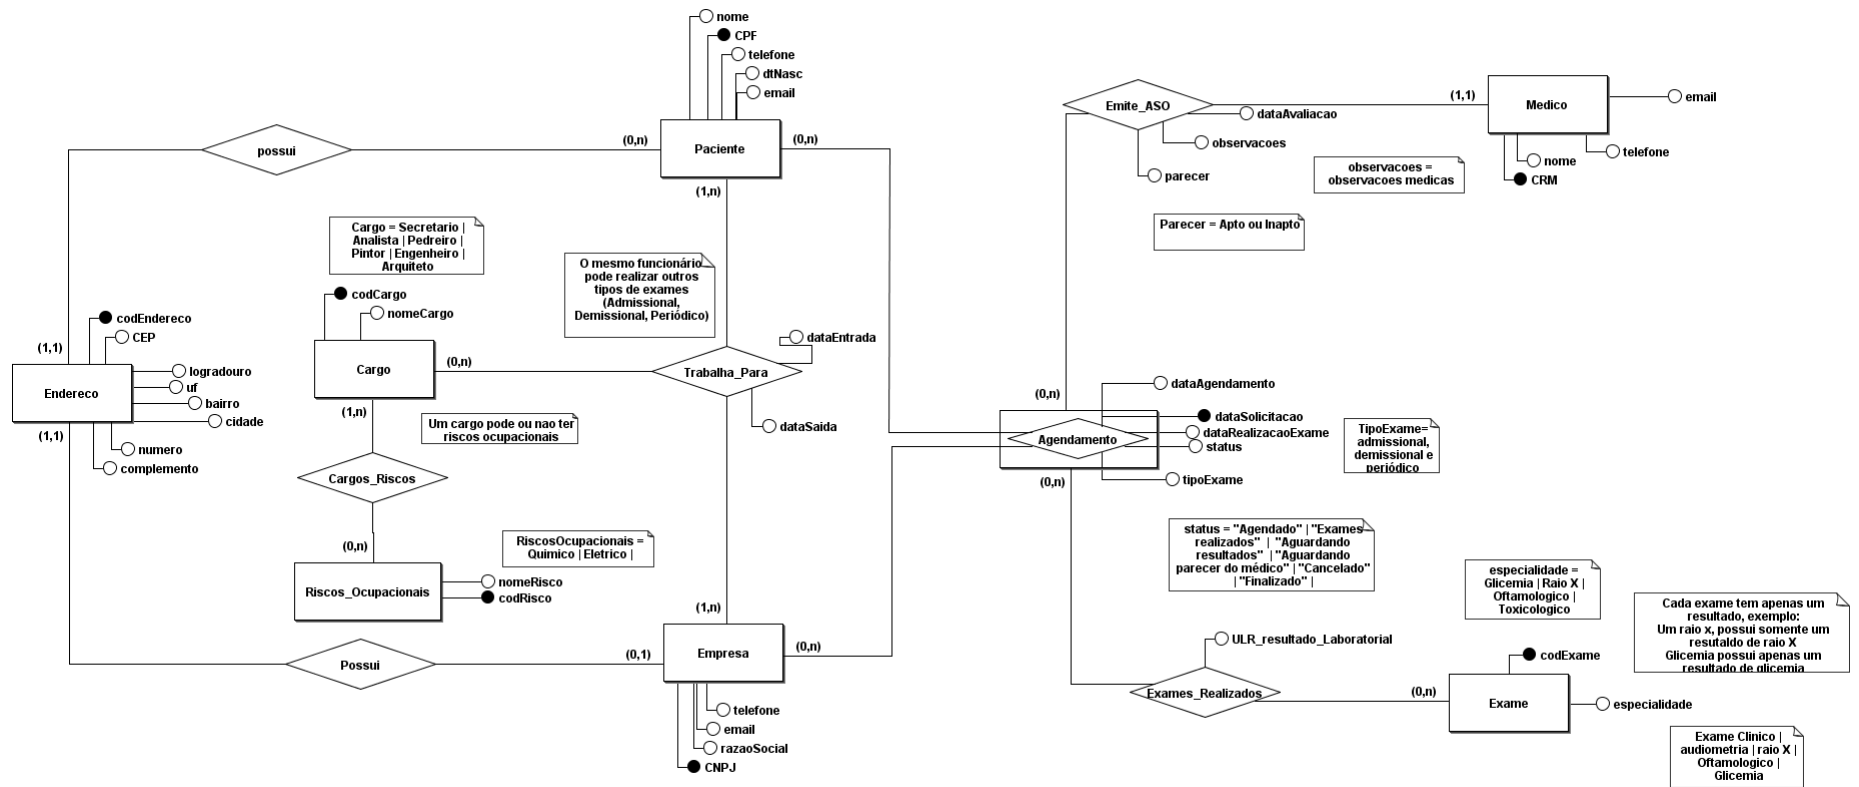 nome
CPF
telefone
dtNasc
email
Paciente
(0,n)
(0,n)
(1,n)
possui
Emite_ASO
(1,1)
Medico
email
dataAvaliacao
observacoes
parecer
nome
telefone
CRM
observacoes =
observacoes medicas
Parecer = Apto ou Inapto
Cargo = Secretario |
Analista | Pedreiro |
Pintor | Engenheiro |
Arquiteto
O mesmo funcionário
pode realizar outros
tipos de exames
(Admissional,
Demissional, Periódico)
codCargo
nomeCargo
Cargo
(0,n)
(1,n)
Trabalha_Para
dataEntrada
dataSaida
codEndereco
CEP
(1,1)
Endereco
logradouro
uf
bairro
cidade
(1,1)
numero
complemento
Um cargo pode ou nao ter
riscos ocupacionais
Cargos_Riscos
(0,n)
RiscosOcupacionais =
Quimico | Eletrico |
Riscos_Ocupacionais
nomeRisco
codRisco
(0,n)
Agendamento
dataAgendamento
dataSolicitacao
dataRealizacaoExame
status
tipoExame
(0,n)
TipoExame=
admissional,
demissional e
periódico
status = "Agendado" | "Exames
realizados" | "Aguardando
resultados" | "Aguardando
parecer do médico" | "Cancelado"
| "Finalizado" |
especialidade =
Glicemia | Raio X |
Oftamologico |
Toxicologico
Cada exame tem apenas um
resultado, exemplo:
Um raio x, possui somente um
resutaldo de raio X
Glicemia possui apenas um
resultado de glicemia
(1,n)
Possui
(0,1)
Empresa
(0,n)
telefone
email
razaoSocial
CNPJ
ULR_resultado_Laboratorial
Exames_Realizados
(0,n)
codExame
Exame
especialidade
Exame Clinico |
audiometria | raio X |
Oftamologico |
Glicemia